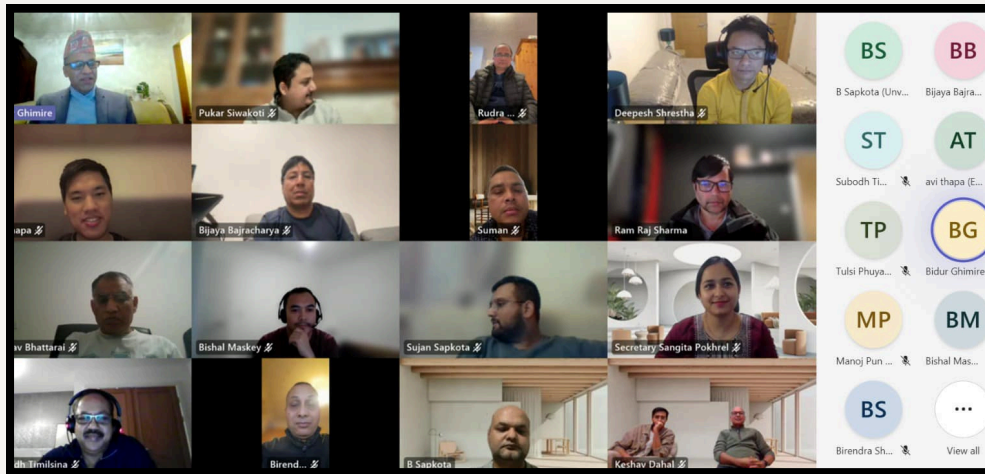 Ghimire
Pukar Siwakoti
Rudra ...
Deepesh Shrestha
BS
BB
B Sapkota (Unv...
Bijaya Bajra...
hapa
Bijaya Bajracharya
Suman
Ram Raj Sharma
ST
AT
Subodh Ti...
avi thapa (E...
av Bhattarai
Bishal Maskey
Sujan Sapkota
Secretary Sangita Pokhrel
TP
BG
Tulsi Phuya...
Bidur Ghimire
MP
BM
Manoj Pun ...
Bishal Mas...
dh Timilsina
Birend...
B Sapkota
Keshav Dahal
BS
...
Birendra Sh...
View all